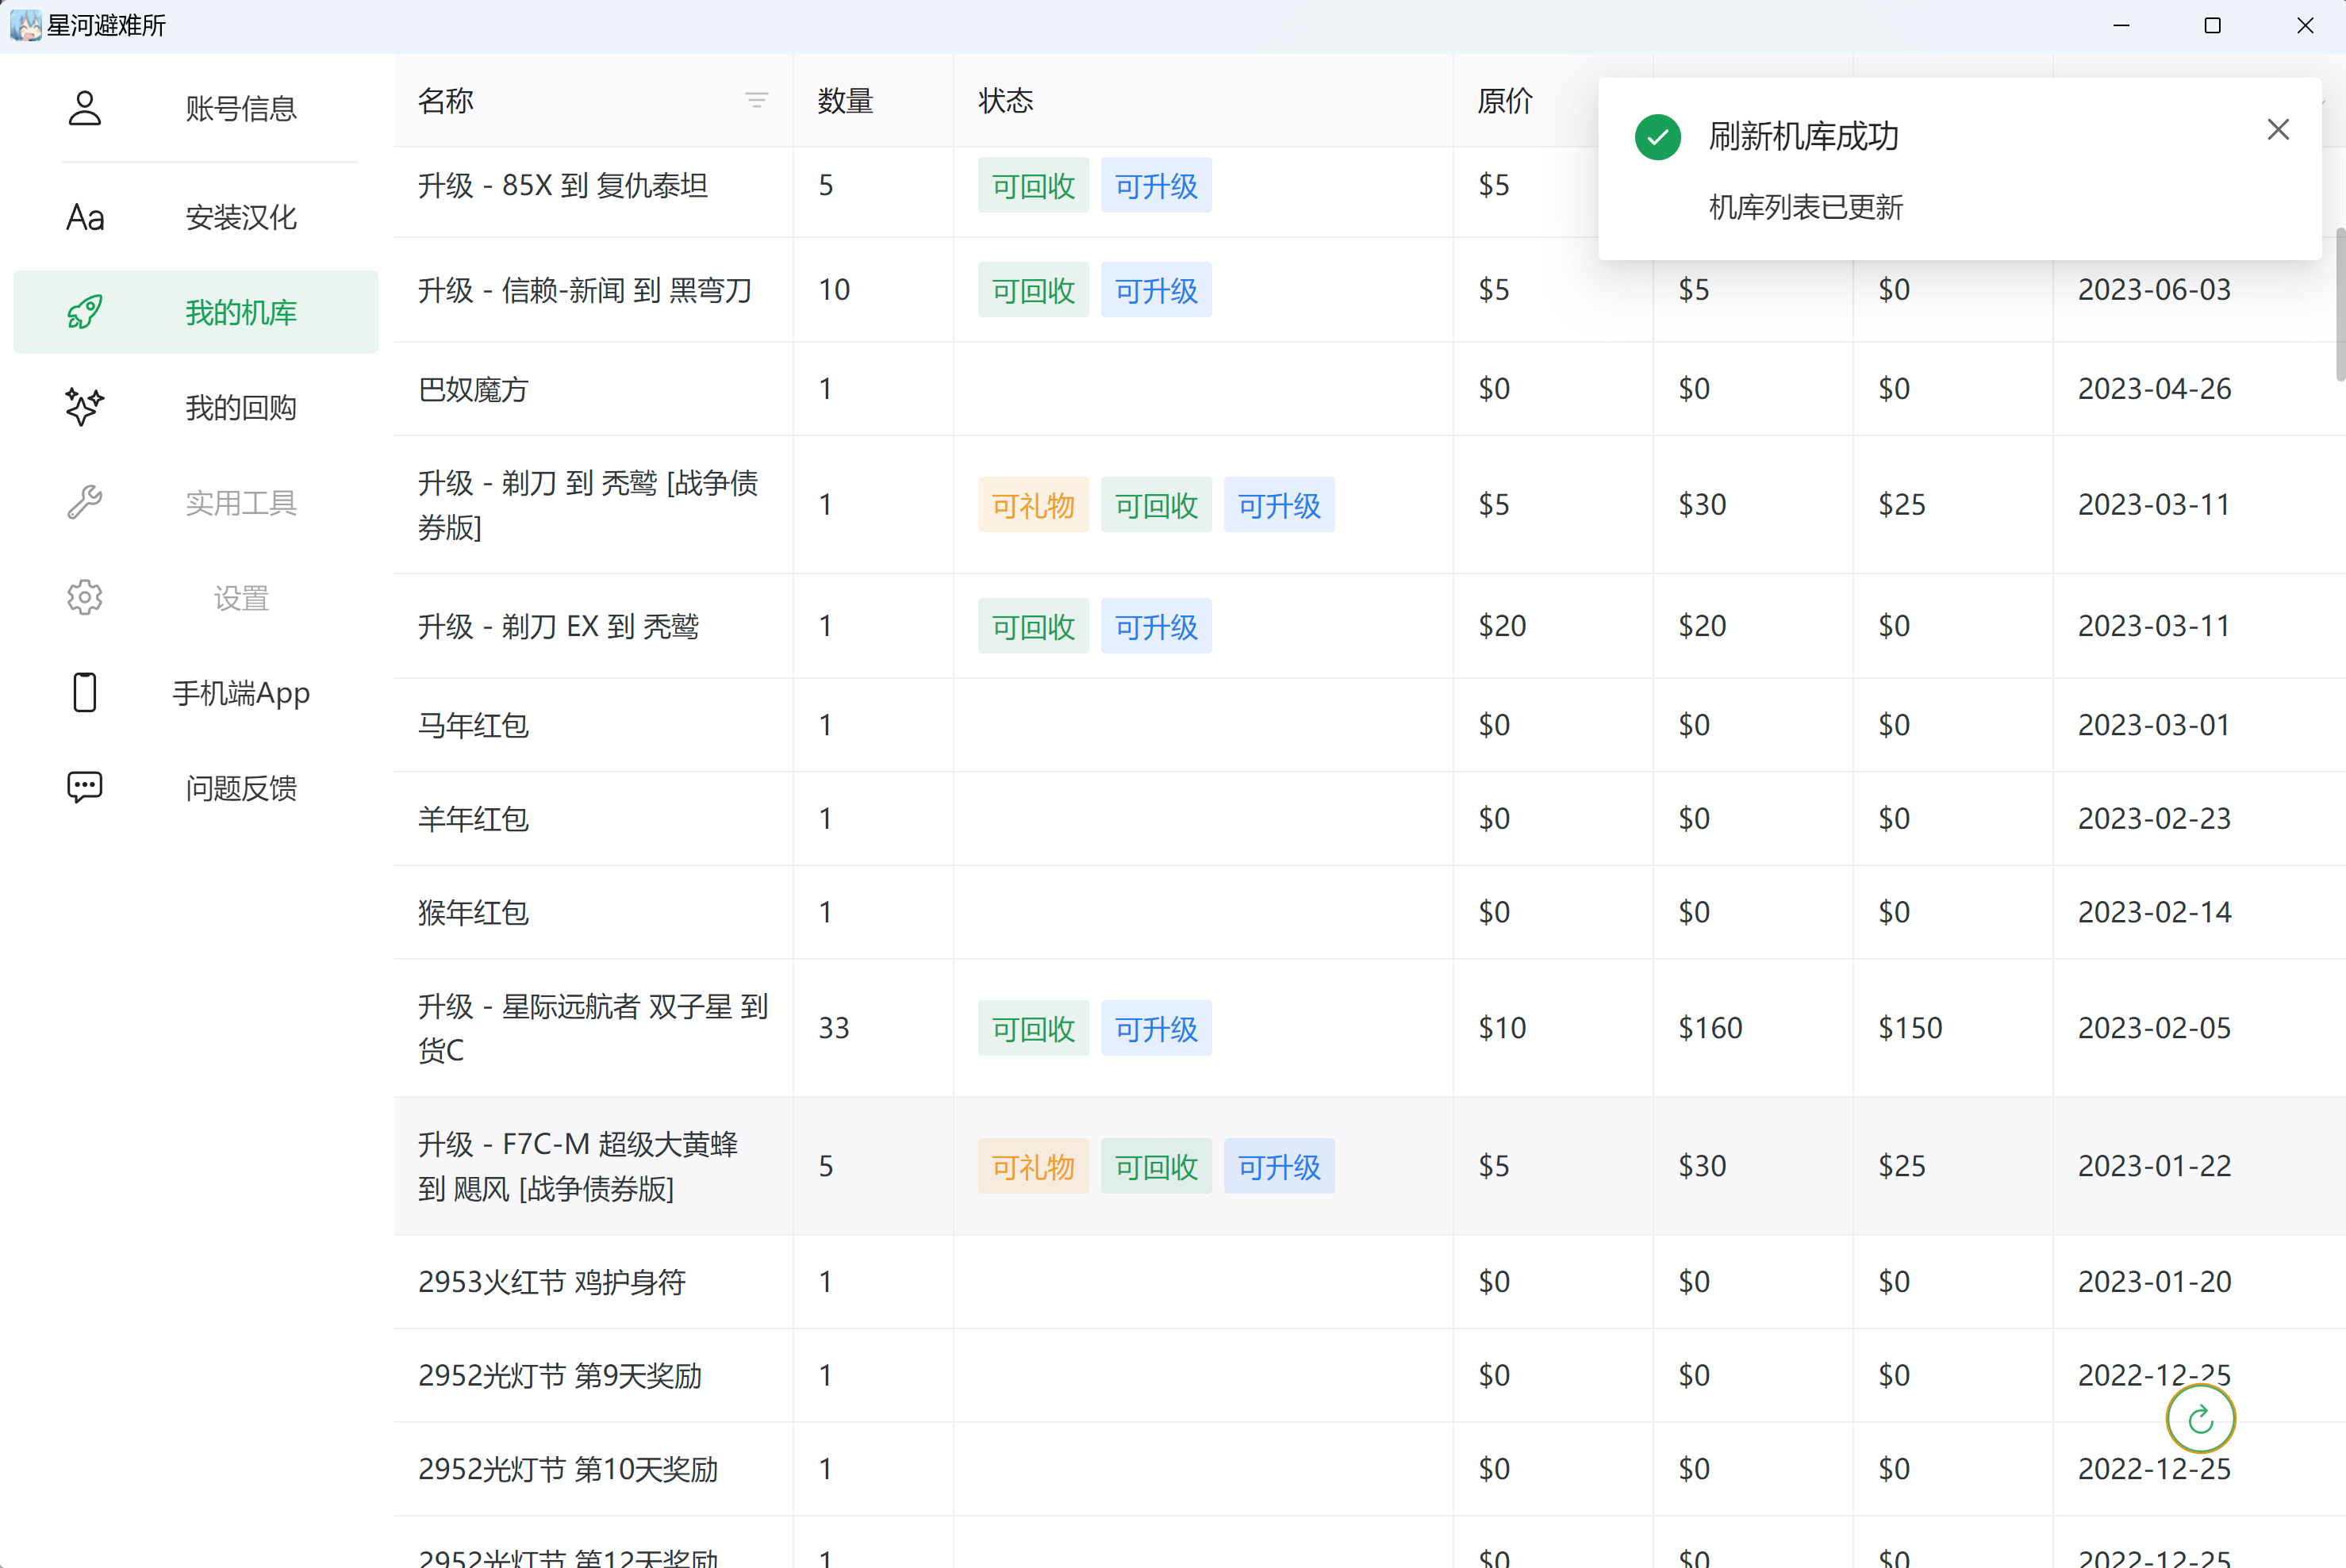 星河避难所
账号信息
安装汉化
我的机库
我的回购
实用工具
设置
手机端App
问题反馈
名称 数量 状态 原价
刷新机库成功
机库列表已更新
升级 - 85X 到 复仇泰坦 5 可回收 可升级 $5
升级 - 信赖-新闻 到 黑弯刀 10 可回收 可升级 $5 $5 $0 2023-06-03
巴奴魔方 1 $0 $0 $0 2023-04-26
升级 - 剃刀 到 秃鹫 [战争债
券版] 1 可礼物 可回收 可升级 $5 $30 $25 2023-03-11
升级 - 剃刀 EX 到 秃鹫 1 可回收 可升级 $20 $20 $0 2023-03-11
马年红包 1 $0 $0 $0 2023-03-01
羊年红包 1 $0 $0 $0 2023-02-23
猴年红包 1 $0 $0 $0 2023-02-14
升级 - 星际远航者 双子星 到
货C 33 可回收 可升级 $10 $160 $150 2023-02-05
升级 - F7C-M 超级大黄蜂
到 飓风 [战争债券版] 5 可礼物 可回收 可升级 $5 $30 $25 2023-01-22
2953火红节 鸡护身符 1 $0 $0 $0 2023-01-20
2952光灯节 第9天奖励 1 $0 $0 $0 2022-12-25
2952光灯节 第10天奖励 1 $0 $0 $0 2022-12-25
2952光灯节 第12天奖励 1 $0 $0 $0 2022-12-25